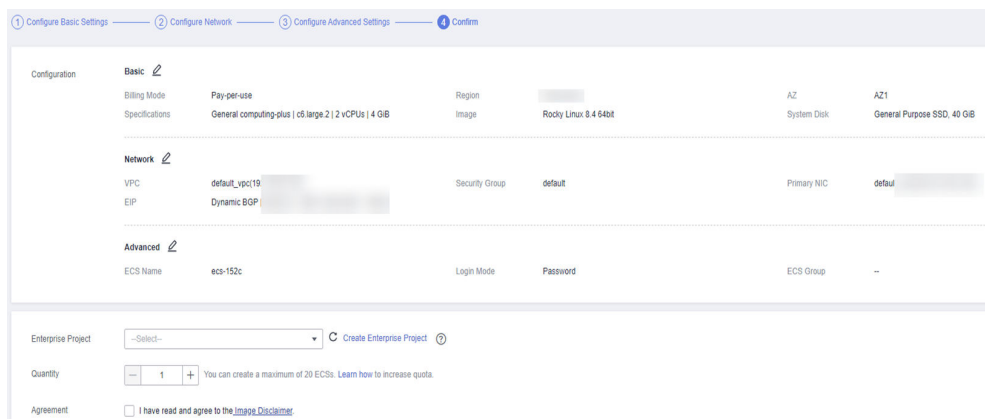 1 Configure Basic Settings 2 Configure Network 3 Configure Advanced Settings 4 Confirm
Configuration Basic
Billing Mode Pay-per-use Region AZ AZ1
Specifications General computing-plus | c6.large.2 | 2 vCPUs | 4 GiB Image Rocky Linux 8.4 64bit System Disk General Purpose SSD, 40 GiB
Network
VPC default_vpc(19 Security Group default Primary NIC defaul
EIP Dynamic BGP
Advanced
ECS Name ecs-152c Login Mode Password ECS Group --
Enterprise Project --Select-- Create Enterprise Project ?
Quantity 1 + You can create a maximum of 20 ECSs. Learn how to increase quota.
Agreement I have read and agree to the Image Disclaimer.